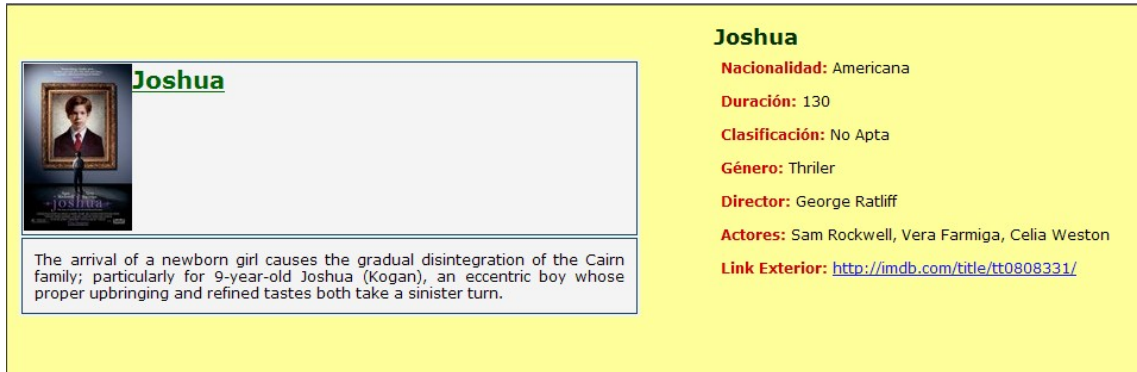 Joshua
joshua
The arrival of a newborn girl causes the gradual disintegration of the Cairn
family; particularly for 9-year-old Joshua (Kogan), an eccentric boy whose
proper upbringing and refined tastes both take a sinister turn.
Joshua
Nacionalidad: Americana
Duración: 130
Clasificación: No Apta
Género: Thriler
Director: George Ratliff
Actores: Sam Rockwell, Vera Farmiga, Celia Weston
Link Exterior: http://imdb.com/title/tt0808331/